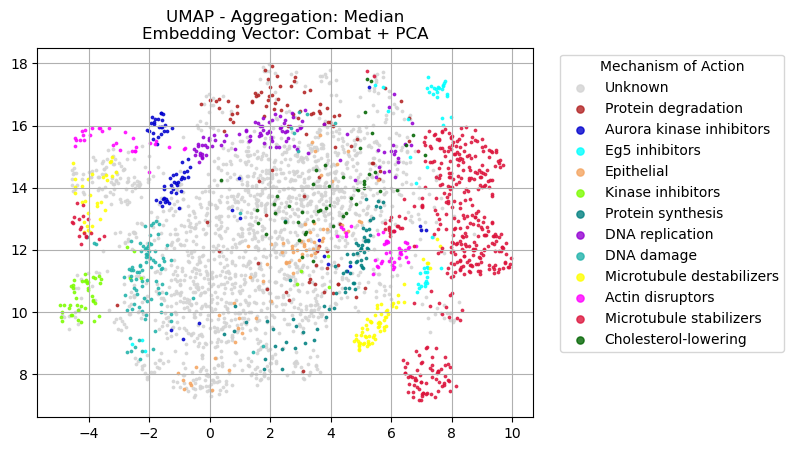 UMAP - Aggregation: Median
Embedding Vector: Combat + PCA
18
16
14
12
10
8
−4
−2
0
2
4
6
8
10
Mechanism of Action
Unknown
Protein degradation
Aurora kinase inhibitors
Eg5 inhibitors
Epithelial
Kinase inhibitors
Protein synthesis
DNA replication
DNA damage
Microtubule destabilizers
Actin disruptors
Microtubule stabilizers
Cholesterol-lowering